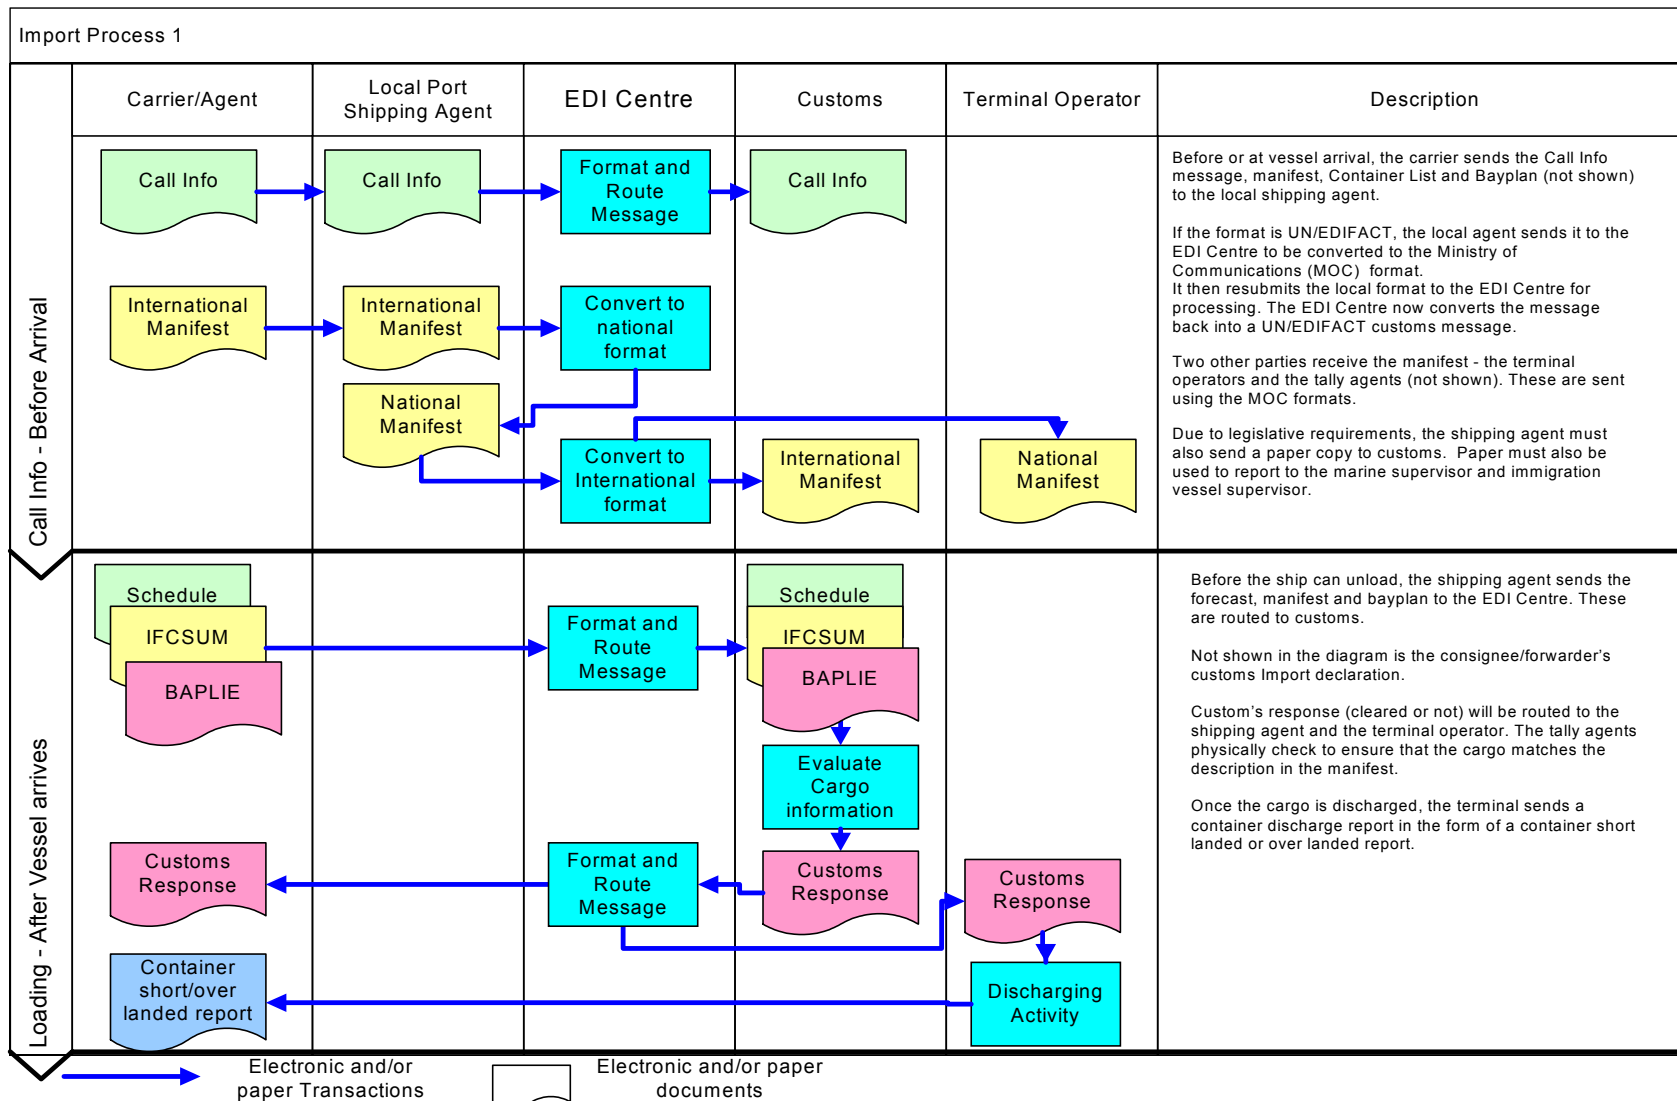 Import Process 1
Carrier/Agent
Local Port
Shipping Agent
EDI Centre
Customs
Terminal Operator
Description
Call Info - Before Arrival
Call Info
Call Info
Format and
Route
Message
Call Info
International
Manifest
International
Manifest
Convert to
national
format
National
Manifest
Convert to
International
format
International
Manifest
National
Manifest
Before or at vessel arrival, the carrier sends the Call Info
message, manifest, Container List and Bayplan (not shown)
to the local shipping agent.
If the format is UN/EDIFACT, the local agent sends it to the
EDI Centre to be converted to the Ministry of
Communications (MOC) format.
It then resubmits the local format to the EDI Centre for
processing. The EDI Centre now converts the message
back into a UN/EDIFACT customs message.
Two other parties receive the manifest - the terminal
operators and the tally agents (not shown). These are sent
using the MOC formats.
Due to legislative requirements, the shipping agent must
also send a paper copy to customs. Paper must also be
used to report to the marine supervisor and immigration
vessel supervisor.
Loading - After Vessel arrives
Schedule
IFCSUM
BAPLIE
Format and
Route
Message
Schedule
IFCSUM
BAPLIE
Evaluate
Cargo
information
Customs
Response
Format and
Route
Message
Customs
Response
Customs
Response
Container
short/over
landed report
Discharging
Activity
Before the ship can unload, the shipping agent sends the
forecast, manifest and bayplan to the EDI Centre. These
are routed to customs.
Not shown in the diagram is the consignee/forwarder's
customs Import declaration.
Custom's response (cleared or not) will be routed to the
shipping agent and the terminal operator. The tally agents
physically check to ensure that the cargo matches the
description in the manifest.
Once the cargo is discharged, the terminal sends a
container discharge report in the form of a container short
landed or over landed report.
Electronic and/or
paper Transactions
Electronic and/or paper
documents